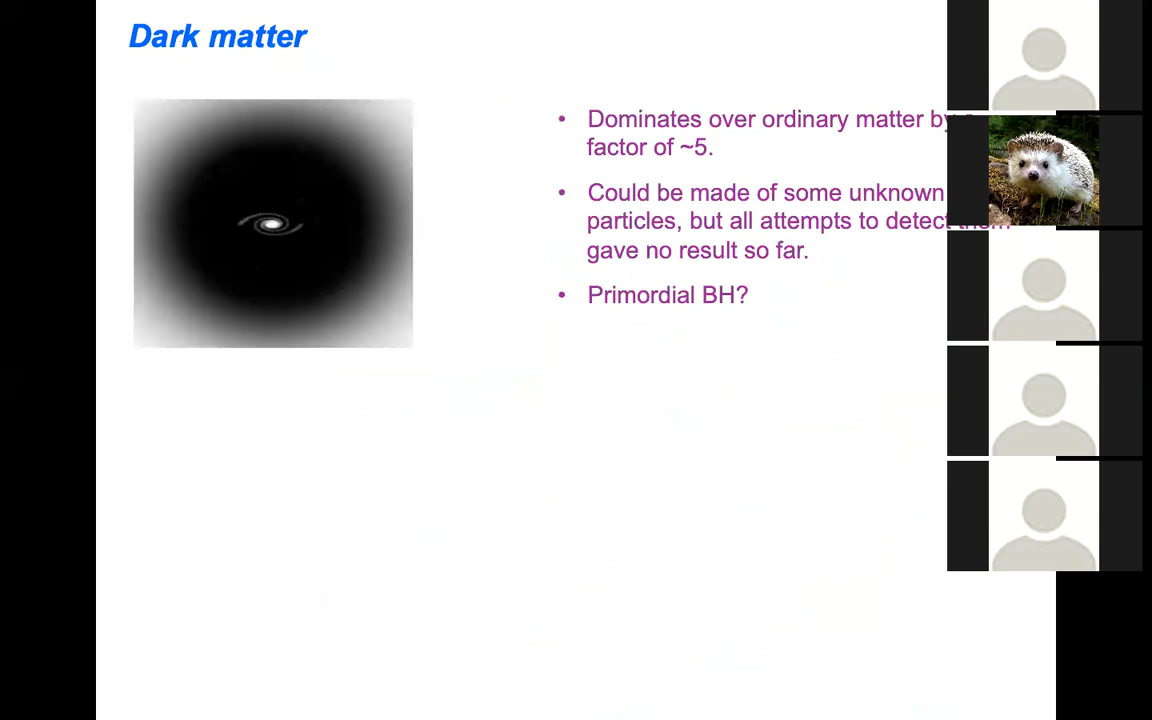 Dark matter
• Dominates over ordinary matter by
factor of ~5.
• Could be made of some unknown
particles, but all attempts to detect them
gave no result so far.
• Primordial BH?